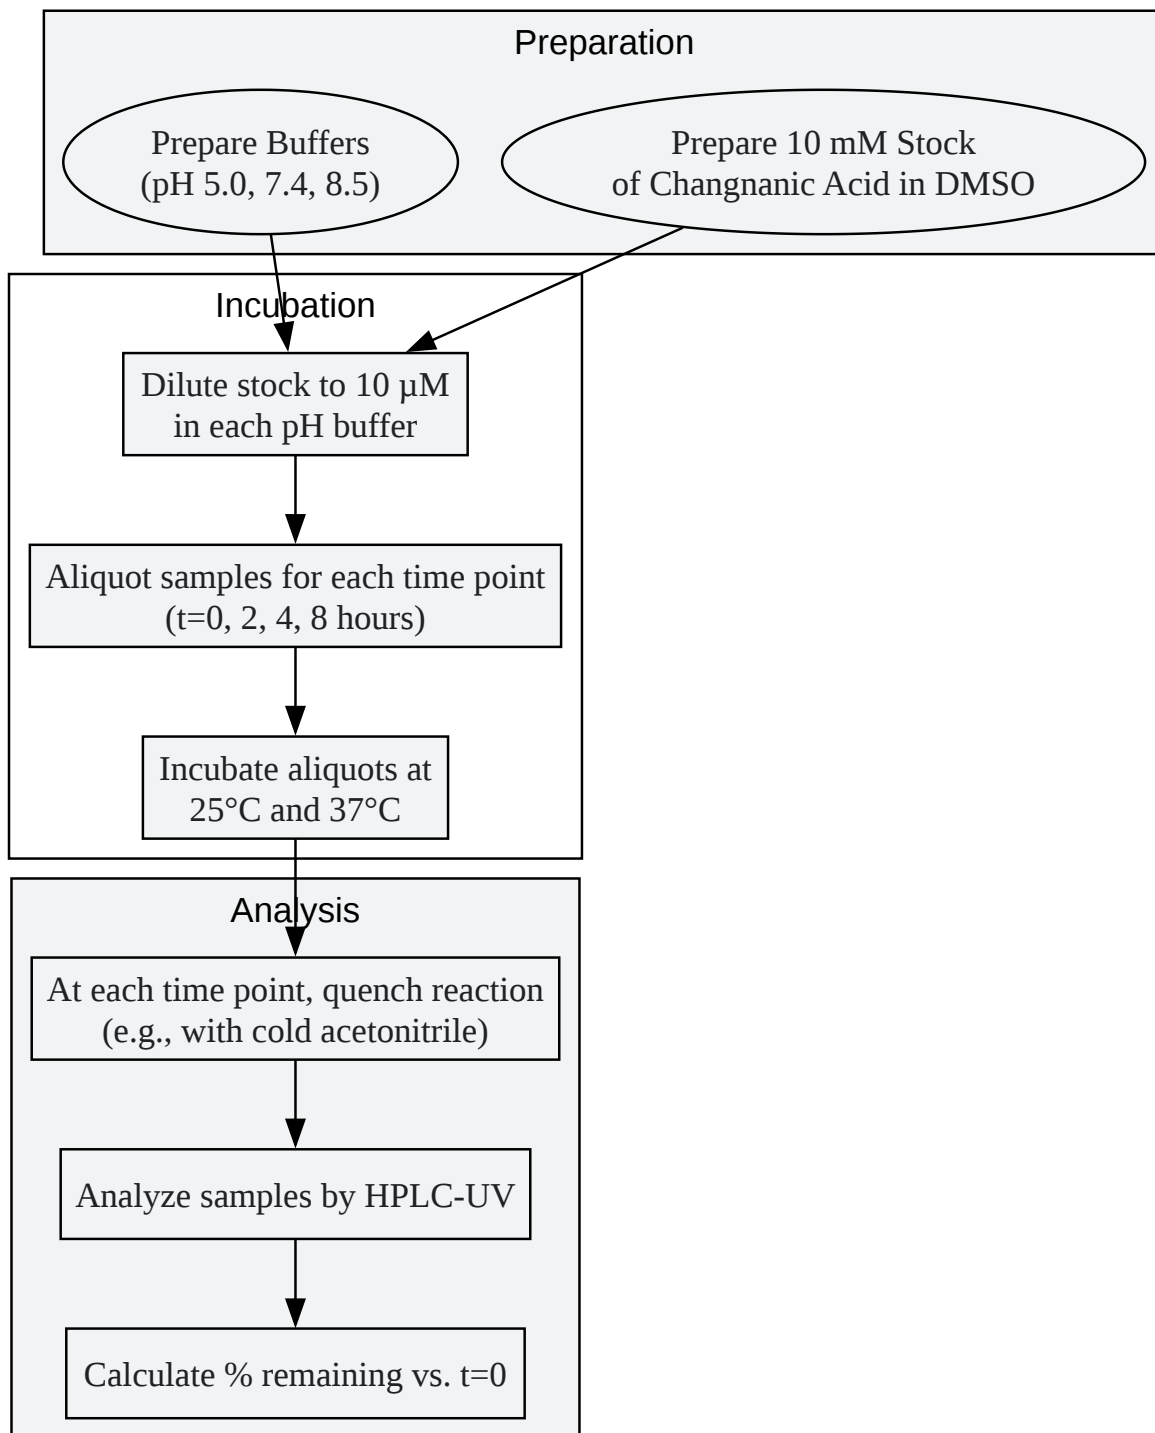 Preparation
Prepare Buffers
(pH 5.0, 7.4, 8.5)
Prepare 10 mM Stock
of Changnanic Acid in DMSO
Incubation
Dilute stock to 10 µM
in each pH buffer
Aliquot samples for each time point
(t=0, 2, 4, 8 hours)
Incubate aliquots at
25°C and 37°C
Analysis
At each time point, quench reaction
(e.g., with cold acetonitrile)
Analyze samples by HPLC-UV
Calculate % remaining vs. t=0